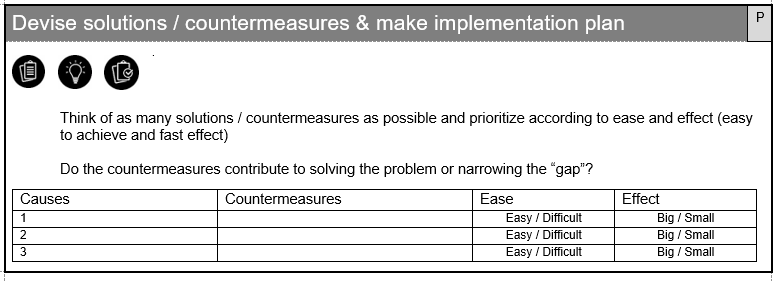 Devise solutions / countermeasures & make implementation plan P
Think of as many solutions / countermeasures as possible and prioritize according to ease and effect (easy
to achieve and fast effect)
Do the countermeasures contribute to solving the problem or narrowing the “gap”?
Causes Countermeasures Ease Effect
1 Easy / Difficult Big / Small
2 Easy / Difficult Big / Small
3 Easy / Difficult Big / Small